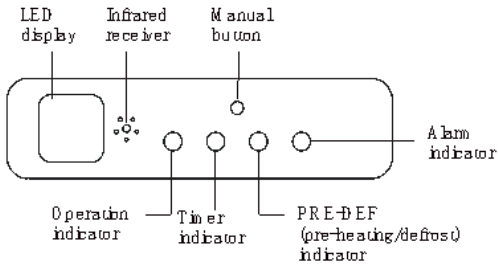 LED
display
Infrared
receiver
Manual
button
Alarm
indicator
Operation
indicator
Timer
indicator
PRE-DEF
(pre-heating/defrost)
indicator